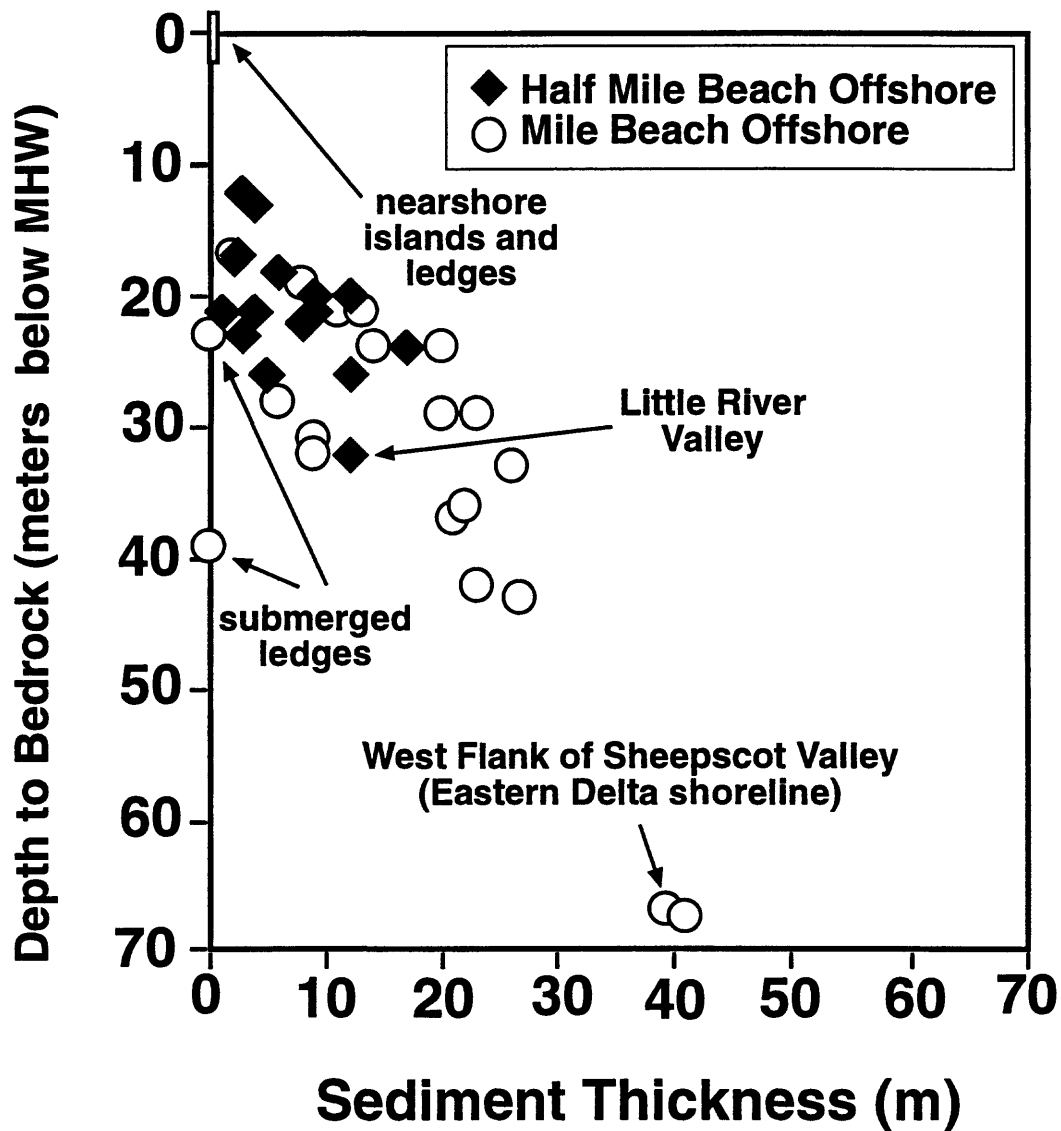 Half Mile Beach Offshore
Mile Beach Offshore
nearshore
islands and
ledges
Little River
Valley
submerged
ledges
West Flank of Sheepscot Valley
(Eastern Delta shoreline)
Depth to Bedrock (meters below MHW)
0
10
20
30
40
50
60
70
0 10 20 30 40 50 60 70
Sediment Thickness (m)